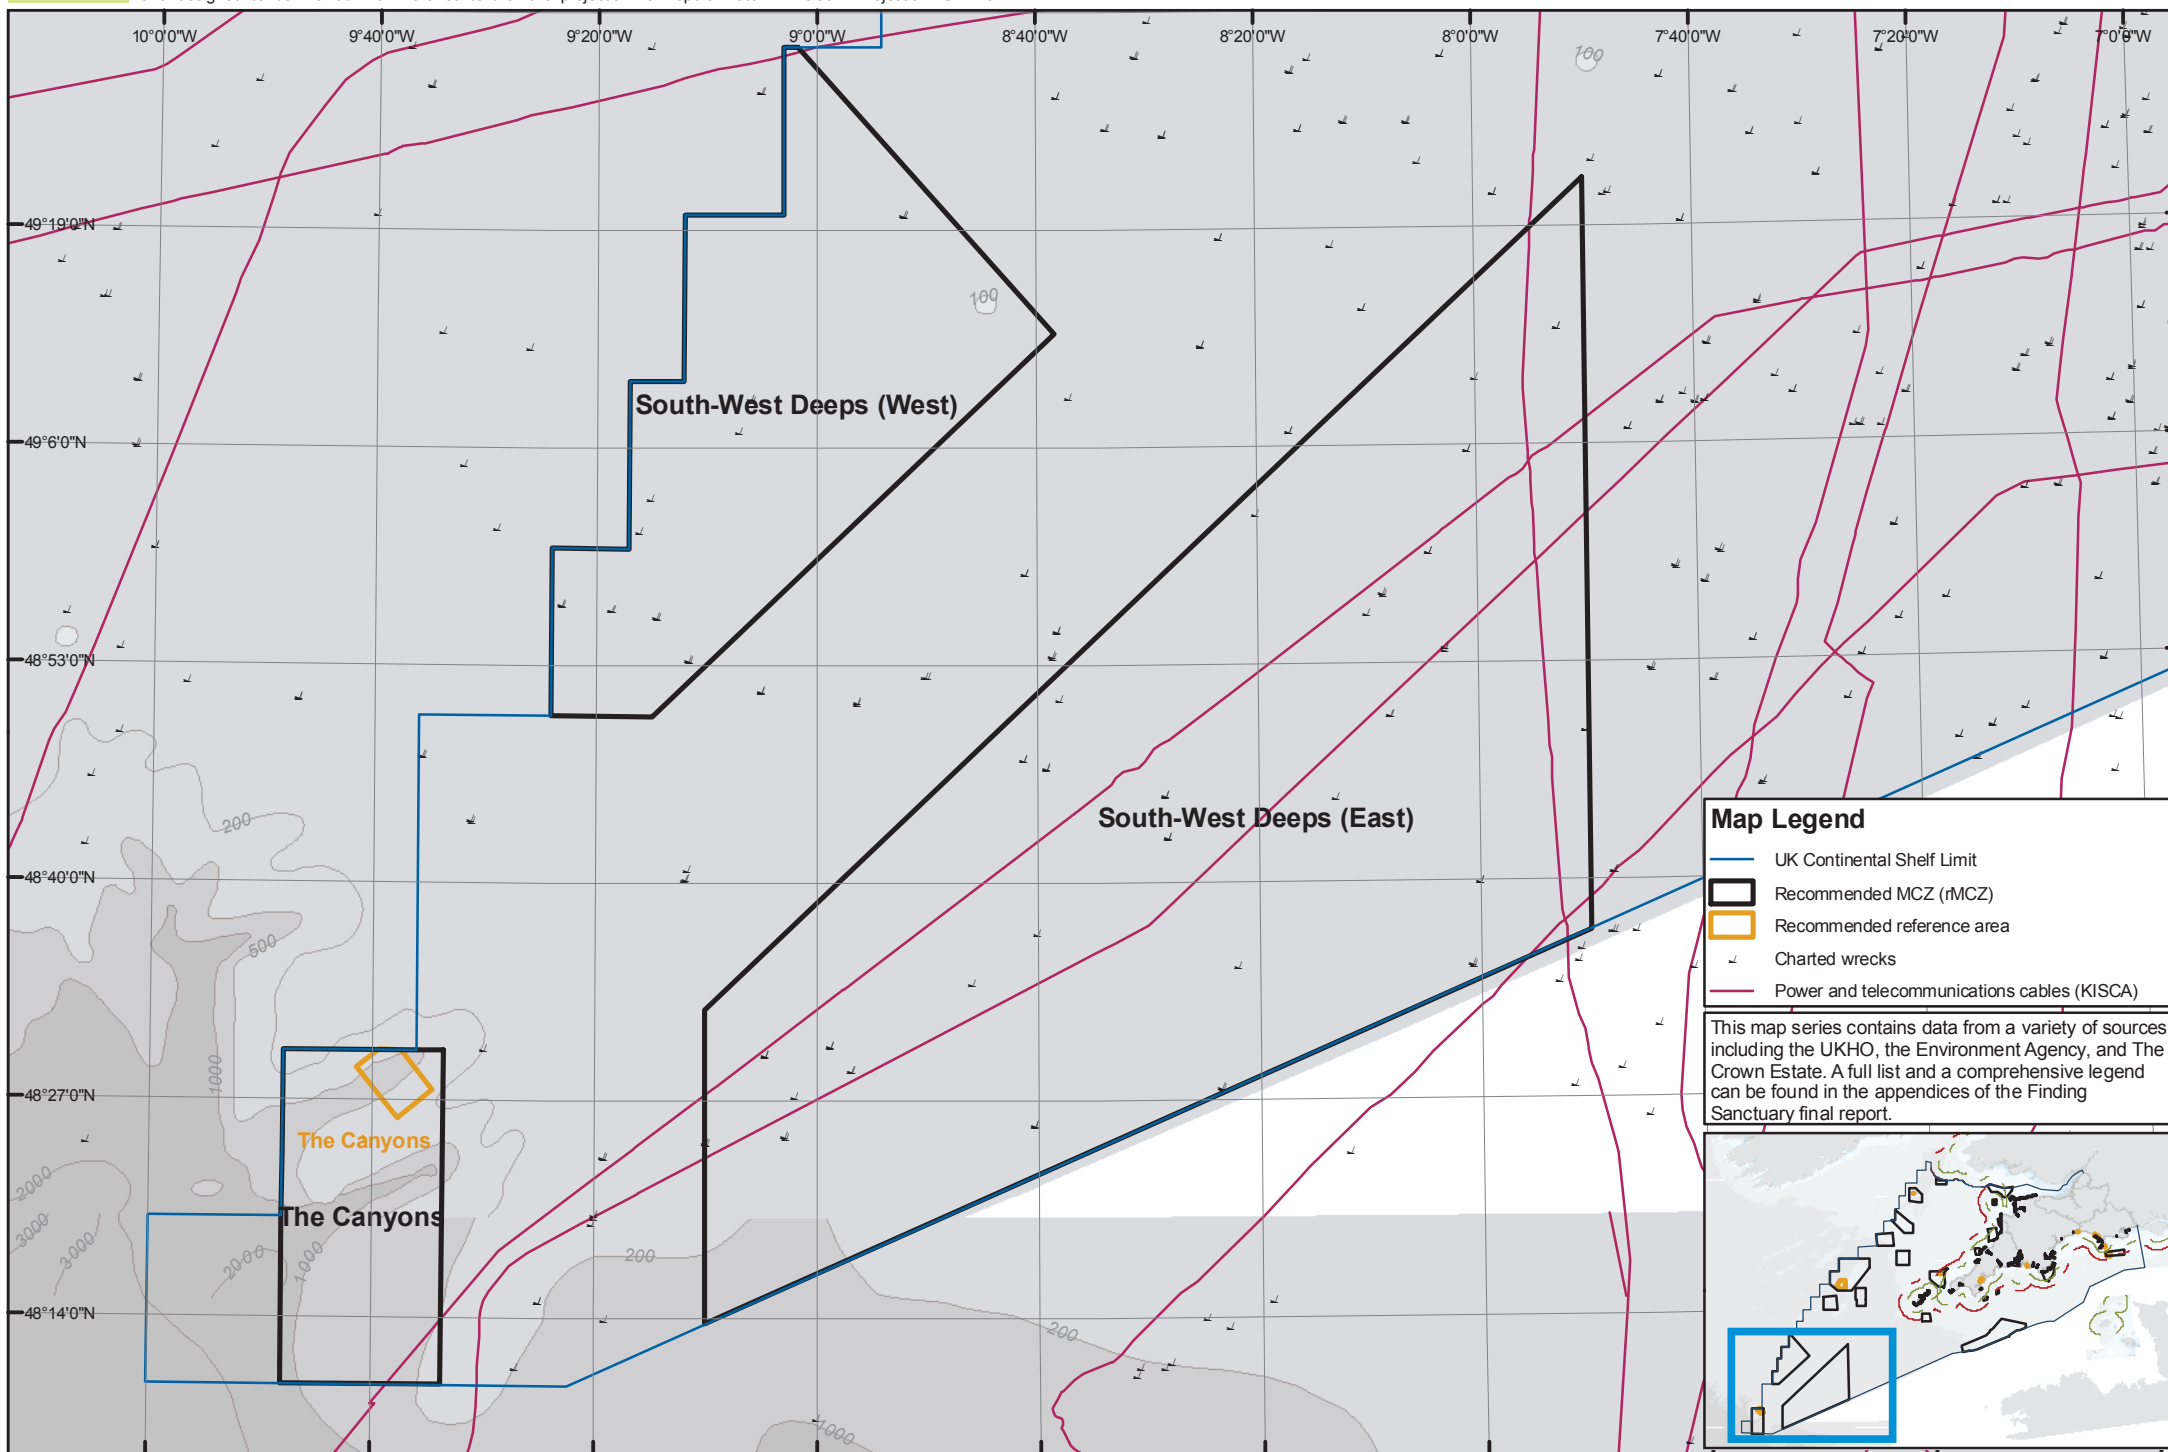 10°0'0"W 9°40'0"W 9°20'0"W 9°0'0"W 8°40'0"W 8°20'0"W 8°0'0"W 7°40'0"W 7°20'0"W 7°0'0"W
100
49°19'0"N
100
South-West Deeps (West)
49°6'0"N
48°53'0"N
200
South-West Deeps (East)
48°40'0"N
500
1000
48°27'0"N
The Canyons
2000
The Canyons
3000
3000
2000
1000
200
48°14'0"N
200
1000
Map Legend
UK Continental Shelf Limit
Recommended MCZ (rMCZ)
Recommended reference area
Charted wrecks
Power and telecommunications cables (KISCA)
This map series contains data from a variety of sources
including the UKHO, the Environment Agency, and The
Crown Estate. A full list and a comprehensive legend
can be found in the appendices of the Finding
Sanctuary final report.